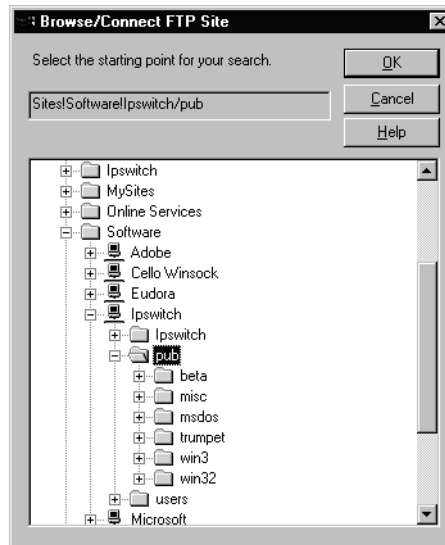 Browse/Connect FTP Site
Select the starting point for your search.
OK
Sites!Software!Ipswitch/pub
Cancel
Help
Ipswitch
MySites
Online Services
Software
Adobe
Cello Winsock
Eudora
Ipswitch
Ipswitch
pub
beta
misc
msdos
trumpet
win3
win32
users
Microsoft